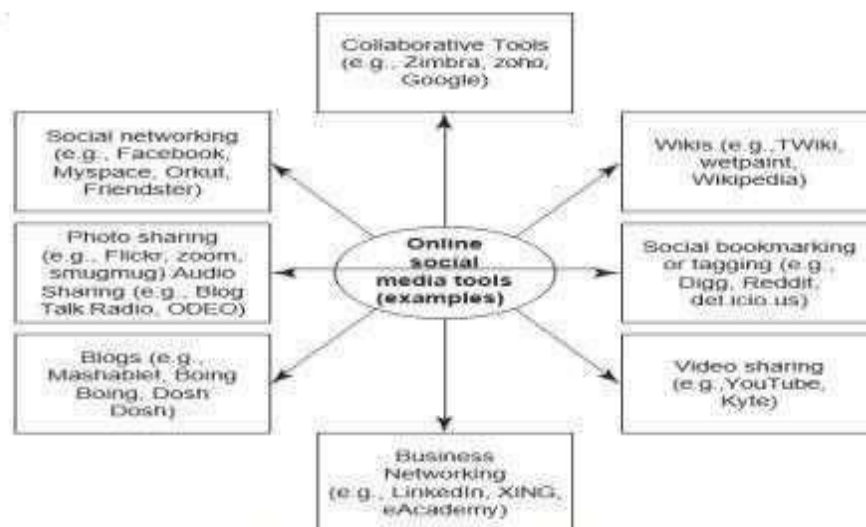 Collaborative Tools
(e.g., Zimbra, zoho,
Google)
Social networking
(e.g., Facebook,
Myspace, Orkut,
Friendster)
Wikis (e.g.,TWiki,
wetpaint,
Wikipedia)
Photo sharing
(e.g., Flickr, zoom,
smugmug) Audio
Sharing (e.g., Blog
Talk Radio, ODEO)
Online
social
media tools
(examples)
Social bookmarking
or tagging (e.g.,
Digg, Reddit,
del.icio.us)
Blogs (e.g.,
Mashable!, Boing
Boing, Dosh
Dosh)
Video sharing
(e.g.,YouTube,
Kyte)
Business
Networking
(e.g., LinkedIn, XING,
eAcademy)